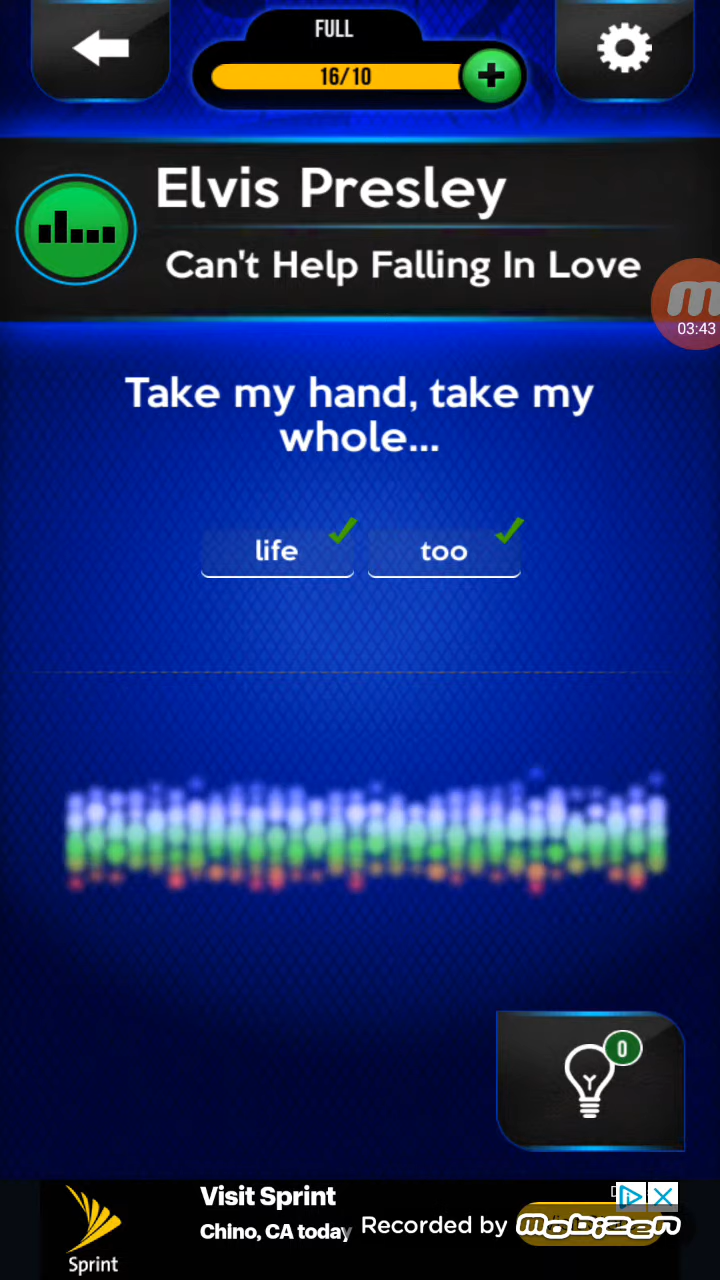 FULL
16/10
Elvis Presley
Can't Help Falling In Love
03:43
Take my hand, take my
whole...
life too
0
Visit Sprint
Chino, CA today
Recorded by mobizen
Sprint